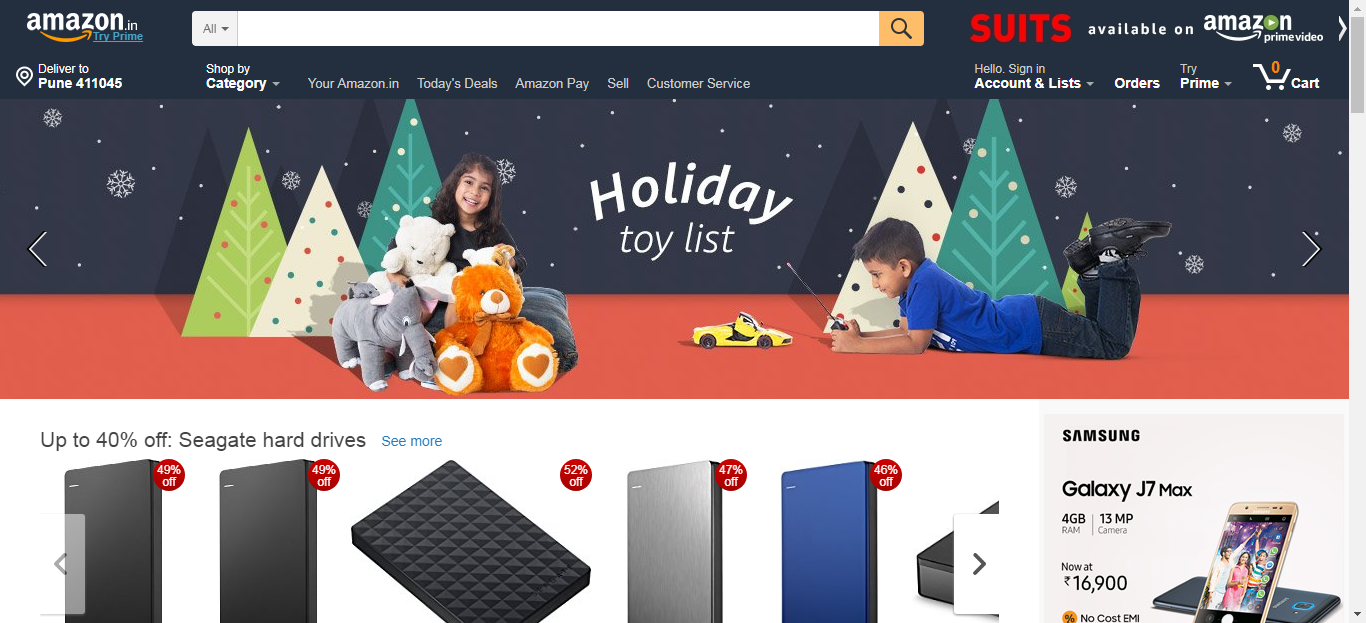 amazon.in
Try Prime
All
SUITS available on amazon prime video
Deliver to
Pune 411045
Shop by
Category
Your Amazon.in Today's Deals Amazon Pay Sell Customer Service
Hello. Sign in
Account & Lists
Orders
Try
Prime
0
Cart
Holiday
toy list
Up to 40% off: Seagate hard drives See more
49%
off
49%
off
52%
off
47%
off
46%
off
SAMSUNG
Galaxy J7 Max
4GB
RAM
13 MP
Camera
Now at
₹16,900
% No Cost EMI